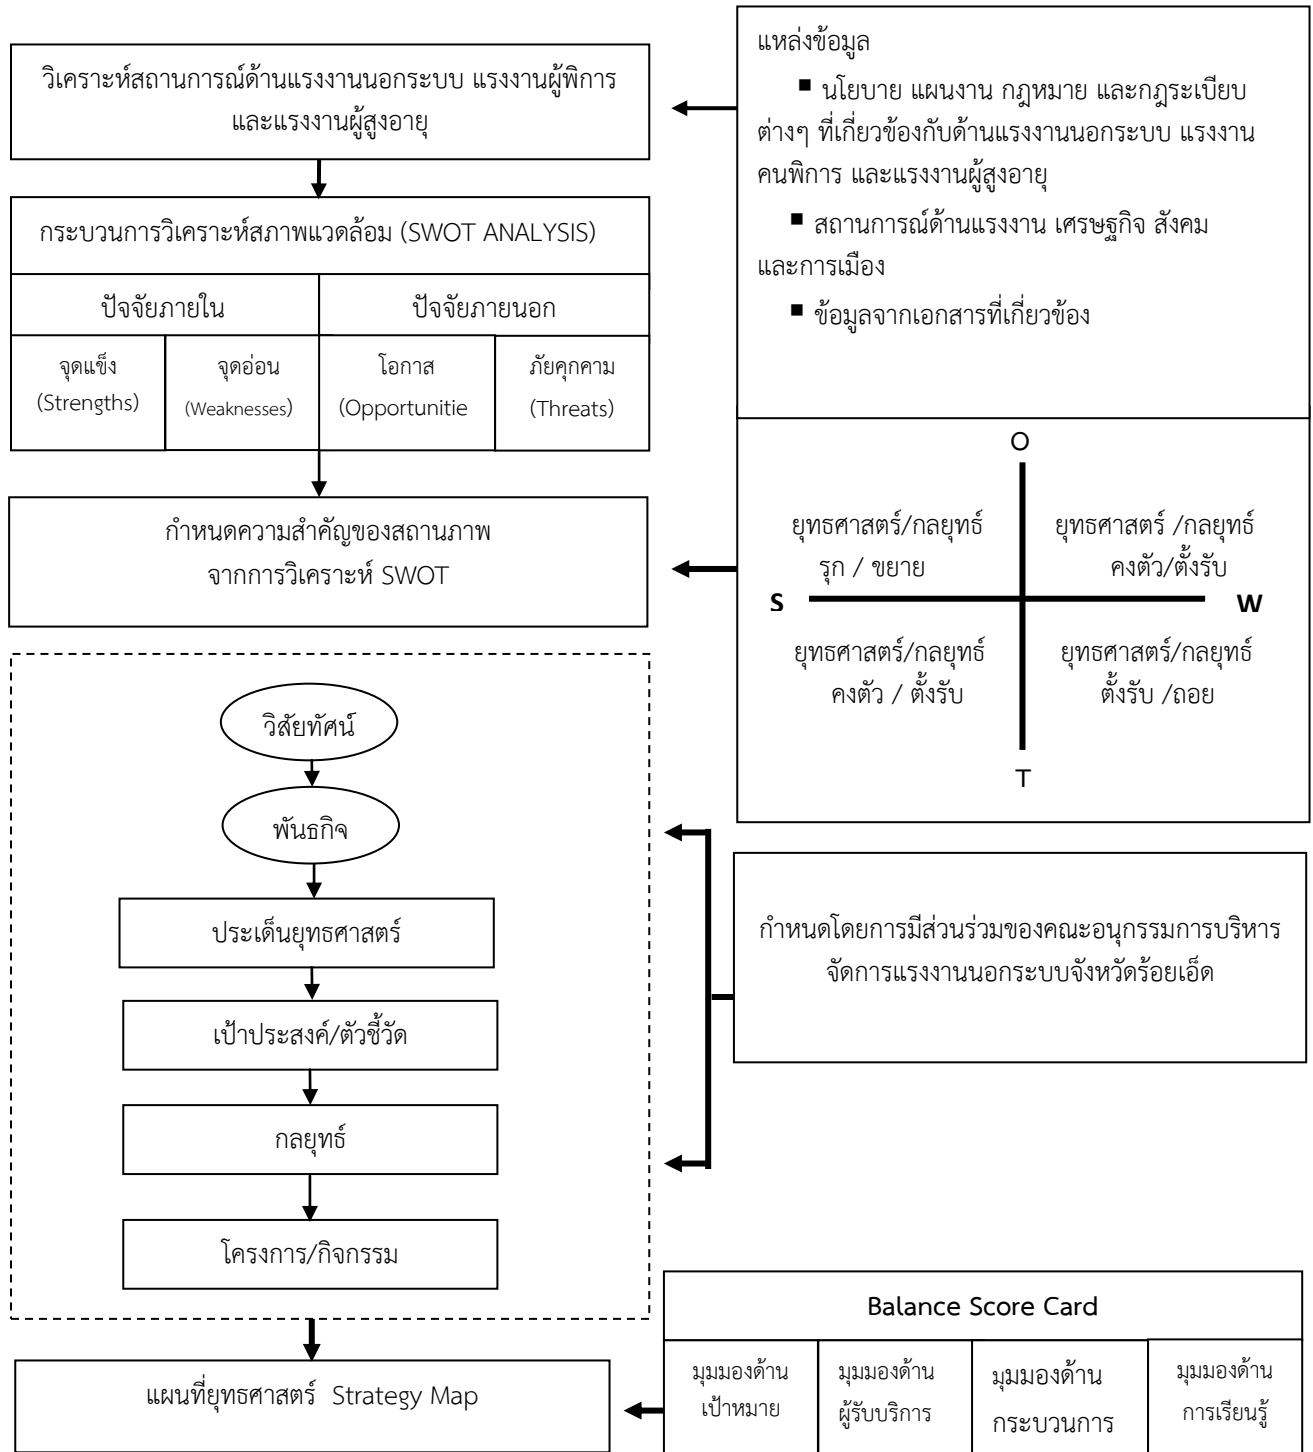 วิเคราะห์สถานการณ์ด้านแรงงานนอกระบบ แรงงานผู้พิการ
และแรงงานผู้สูงอายุ
แหล่งข้อมูล
▪ นโยบาย แผนงาน กฎหมาย และกฎระเบียบ
ต่างๆ ที่เกี่ยวข้องกับด้านแรงงานนอกระบบ แรงงาน
คนพิการ และแรงงานผู้สูงอายุ
▪ สถานการณ์ด้านแรงงาน เศรษฐกิจ สังคม
และการเมือง
▪ ข้อมูลจากเอกสารที่เกี่ยวข้อง
กระบวนการวิเคราะห์สภาพแวดล้อม (SWOT ANALYSIS)
ปัจจัยภายใน
ปัจจัยภายนอก
จุดแข็ง
(Strengths)
จุดอ่อน
(Weaknesses)
โอกาส
(Opportunitie
ภัยคุกคาม
(Threats)
กำหนดความสำคัญของสถานภาพ
จากการวิเคราะห์ SWOT
O
ยุทธศาสตร์/กลยุทธ์
รุก / ขยาย
ยุทธศาสตร์ /กลยุทธ์
คงตัว/ตั้งรับ
S
W
ยุทธศาสตร์/กลยุทธ์
คงตัว / ตั้งรับ
ยุทธศาสตร์/กลยุทธ์
ตั้งรับ /ถอย
T
วิสัยทัศน์
พันธกิจ
ประเด็นยุทธศาสตร์
เป้าประสงค์/ตัวชี้วัด
กลยุทธ์
โครงการ/กิจกรรม
กำหนดโดยการมีส่วนร่วมของคณะอนุกรรมการบริหาร
จัดการแรงงานนอกระบบจังหวัดร้อยเอ็ด
แผนที่ยุทธศาสตร์ Strategy Map
Balance Score Card
มุมมองด้าน
เป้าหมาย
มุมมองด้าน
ผู้รับบริการ
มุมมองด้าน
กระบวนการ
มุมมองด้าน
การเรียนรู้